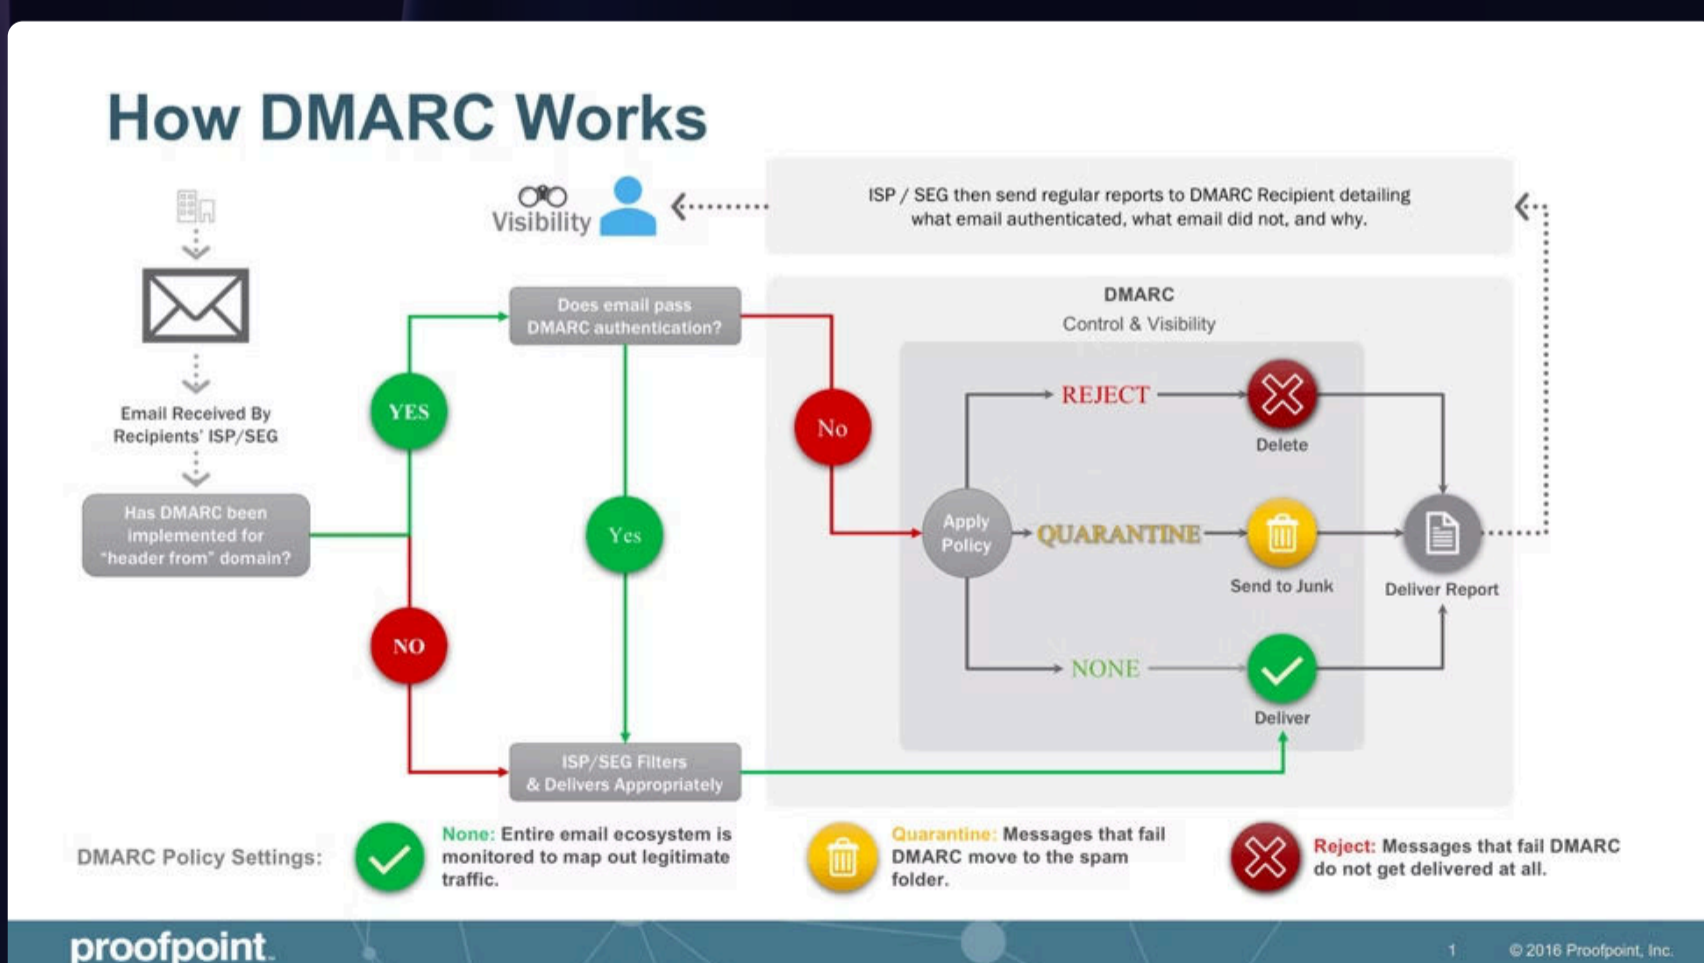 How DMARC Works
Visibility
ISP / SEG then send regular reports to DMARC Recipient detailing
what email authenticated, what email did not, and why.
Email Received By
Recipients' ISP/SEG
Has DMARC been
implemented for
"header from" domain?
YES
NO
Does email pass
DMARC authentication?
Yes
No
ISP/SEG Filters
& Delivers Appropriately
DMARC
Control & Visibility
Apply
Policy
REJECT
Delete
QUARANTINE
Send to Junk
NONE
Deliver
Deliver Report
DMARC Policy Settings:
None: Entire email ecosystem is
monitored to map out legitimate
traffic.
Quarantine: Messages that fail
DMARC move to the spam
folder.
Reject: Messages that fail DMARC
do not get delivered at all.
proofpoint.
1
© 2016 Proofpoint, Inc.